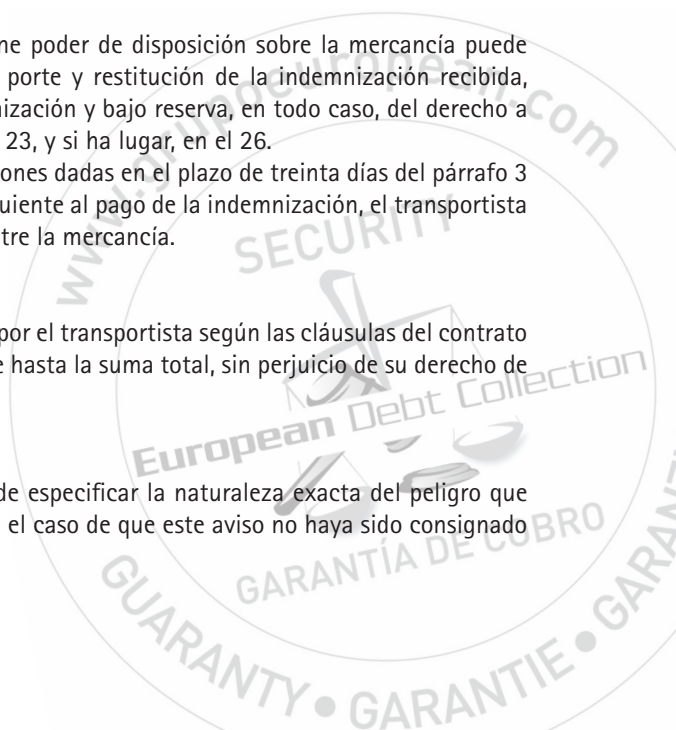 ne poder de disposición sobre la mercancía puede
porte y restitución de la indemnización recibida,
nización y bajo reserva, en todo caso, del derecho a
23, y si ha lugar, en el 26.
ones dadas en el plazo de treinta días del párrafo 3
uiente al pago de la indemnización, el transportista
ntre la mercancía.
por el transportista según las cláusulas del contrato
e hasta la suma total, sin perjuicio de su derecho de
de especificar la naturaleza exacta del peligro que
el caso de que este aviso no haya sido consignado
www.grupoeuropean.com
SECURITY
European Debt Collection
GARANTÍA DE COBRO
GUARANTY • GARANTIE • GARAN